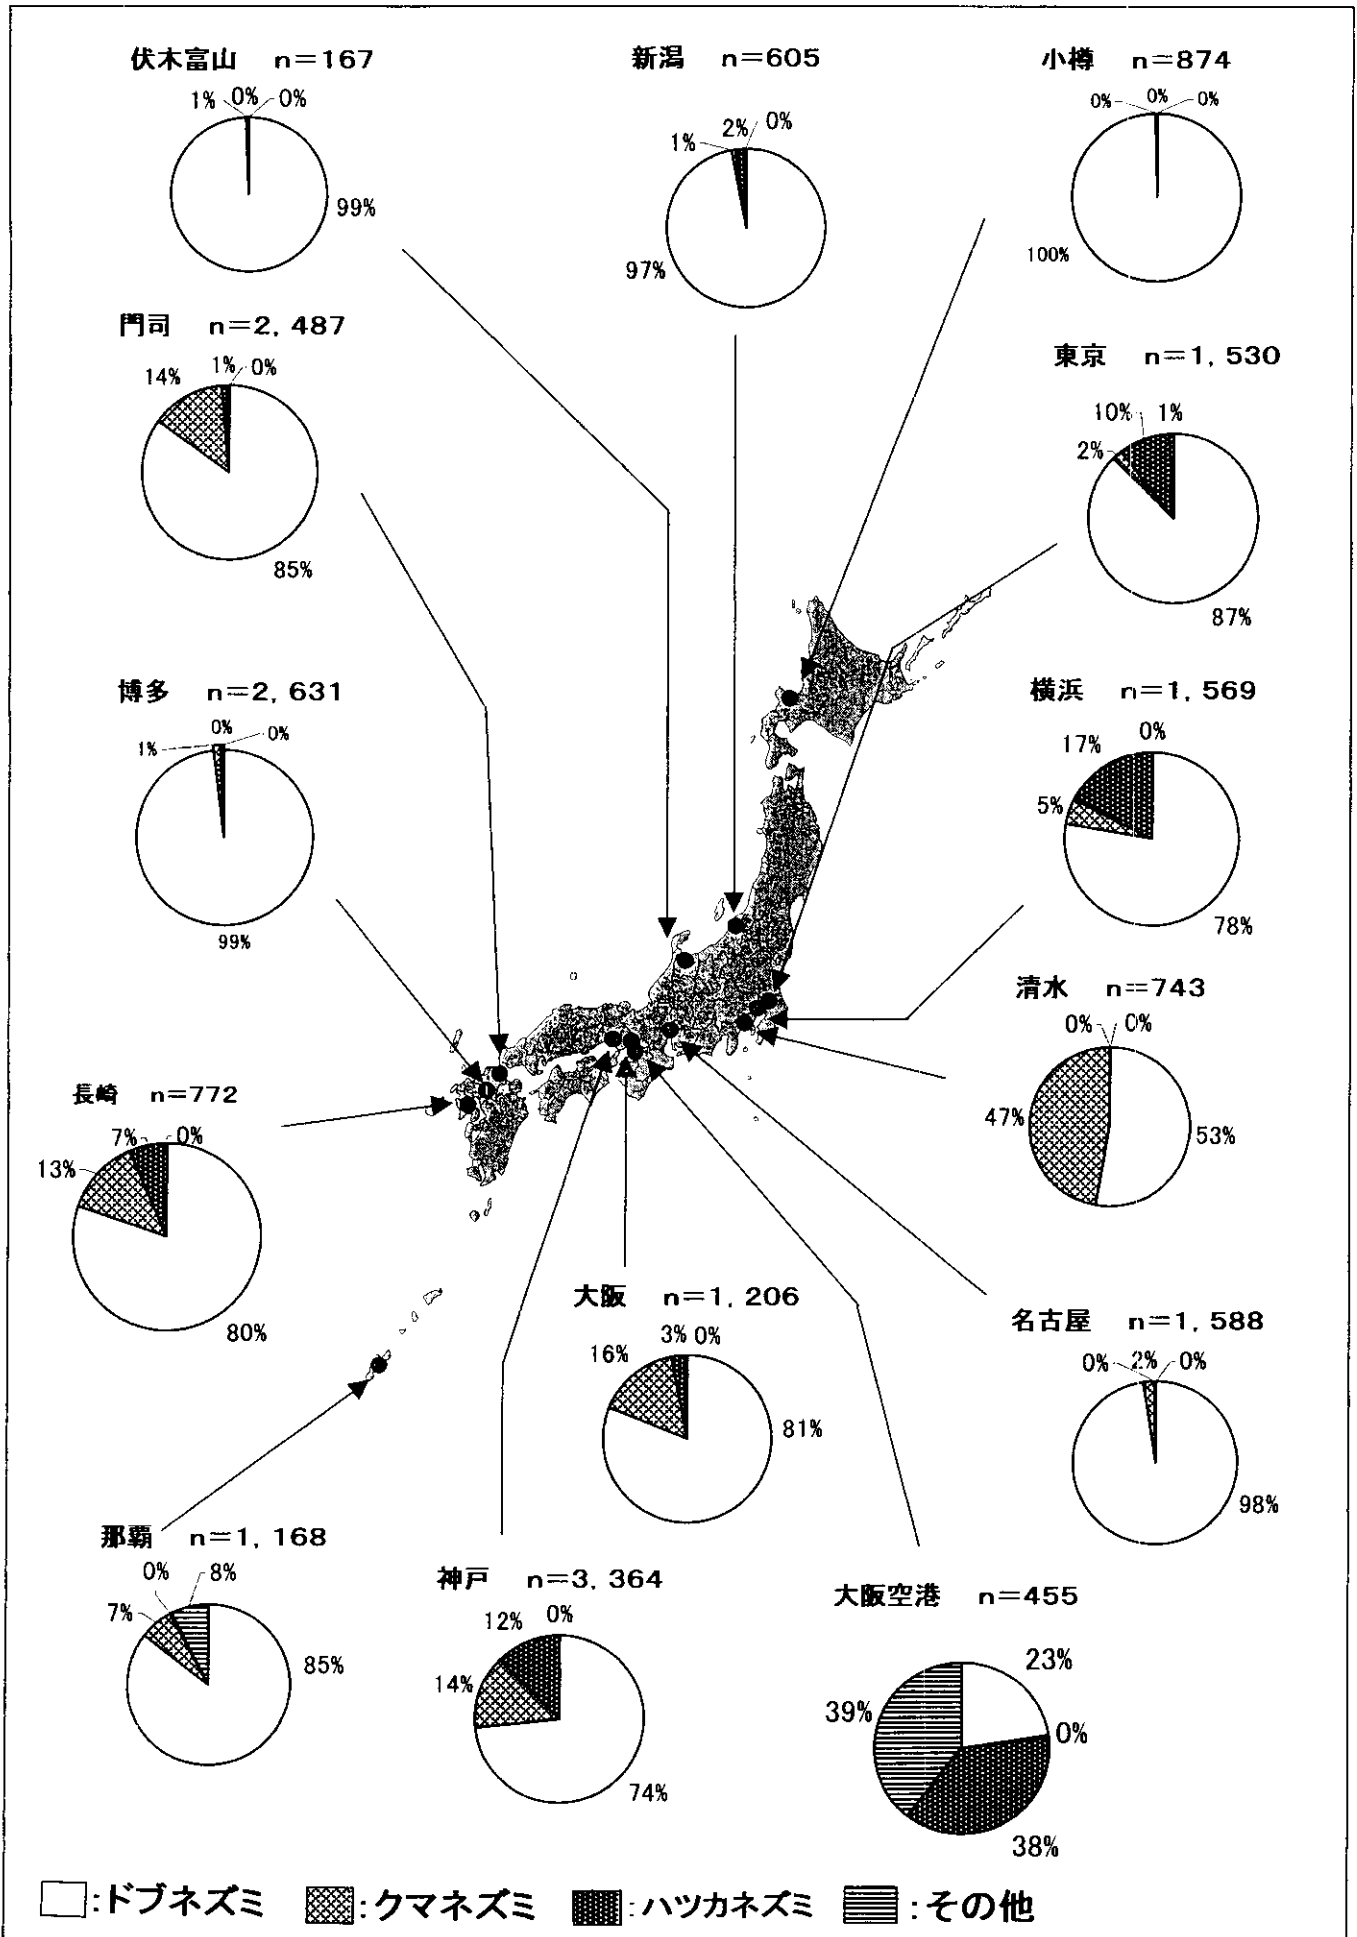 伏木富山 n=167
1% 0% 0%
99%
新潟 n=605
1% 2% 0%
97%
小樽 n=874
0% 0% 0%
100%
門司 n=2,487
14% 1% 0%
85%
東京 n=1,530
10% 1%
2%
87%
博多 n=2,631
0%
1% 0%
99%
横浜 n=1,569
17% 0%
5%
78%
清水 n=743
0% 0%
47% 53%
長崎 n=772
7% 0%
13%
80%
大阪 n=1,206
3% 0%
16%
81%
名古屋 n=1,588
0% 2% 0%
98%
那覇 n=1,168
0% 8%
7%
85%
神戸 n=3,364
12% 0%
14%
74%
大阪空港 n=455
23%
39% 0%
38%
:ドブネズミ :クマネズミ :ハツカネズミ :その他